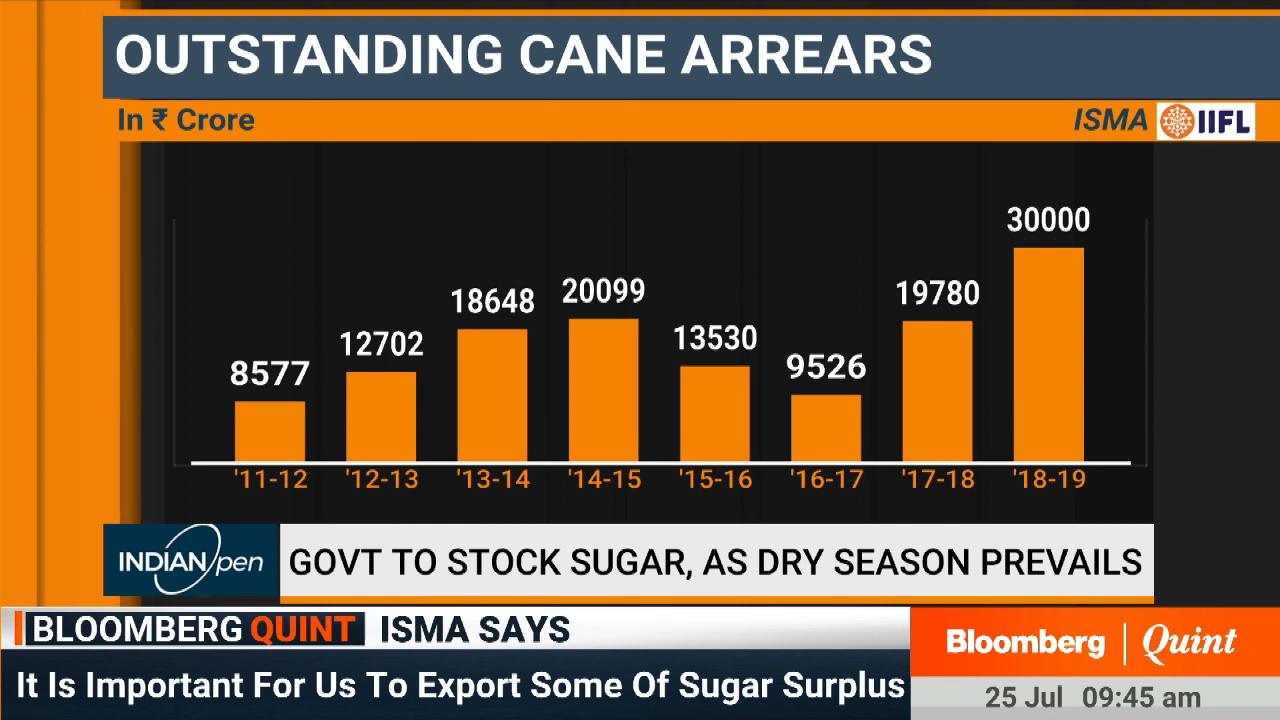 OUTSTANDING CANE ARREARS
In ₹ Crore
ISMA IIFL
30000
20099
19780
18648
13530
12702
9526
8577
'11-12 '12-13 '13-14 '14-15 '15-16 '16-17 '17-18 '18-19
INDIAN Open
GOVT TO STOCK SUGAR, AS DRY SEASON PREVAILS
BLOOMBERG QUINT ISMA SAYS
It Is Important For Us To Export Some Of Sugar Surplus
Bloomberg | Quint
25 Jul 09:45 am